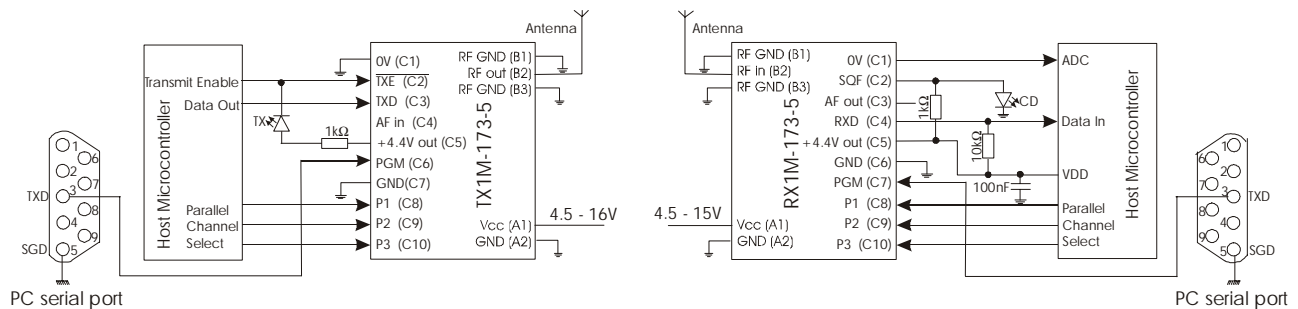 Antenna
Transmit Enable
Data Out
Host Microcontroller
Parallel
Channel
Select
TX
1kΩ
0V (C1)
TXE (C2)
TXD (C3)
AF in (C4)
+4.4V out (C5)
PGM (C6)
GND(C7)
P1 (C8)
P2 (C9)
P3 (C10)
TX1M-173-5
RF GND (B1)
RF out (B2)
RF GND (B3)
Vcc (A1)
GND (A2)
4.5 - 16V
1
6
2
7
TXD
3
8
4
9
SGD
5
PC serial port
Antenna
4.5 - 15V
RF GND (B1)
RF in (B2)
RF GND (B3)
Vcc (A1)
GND (A2)
RX1M-173-5
0V (C1)
SQF (C2)
AF out (C3)
RXD (C4)
+4.4V out (C5)
GND (C6)
PGM (C7)
P1 (C8)
P2 (C9)
P3 (C10)
1kΩ
CD
10kΩ
100nF
ADC
Data In
VDD
Parallel
Channel
Select
Host Microcontroller
1
6
2
7
3
TXD
8
4
9
5
SGD
PC serial port